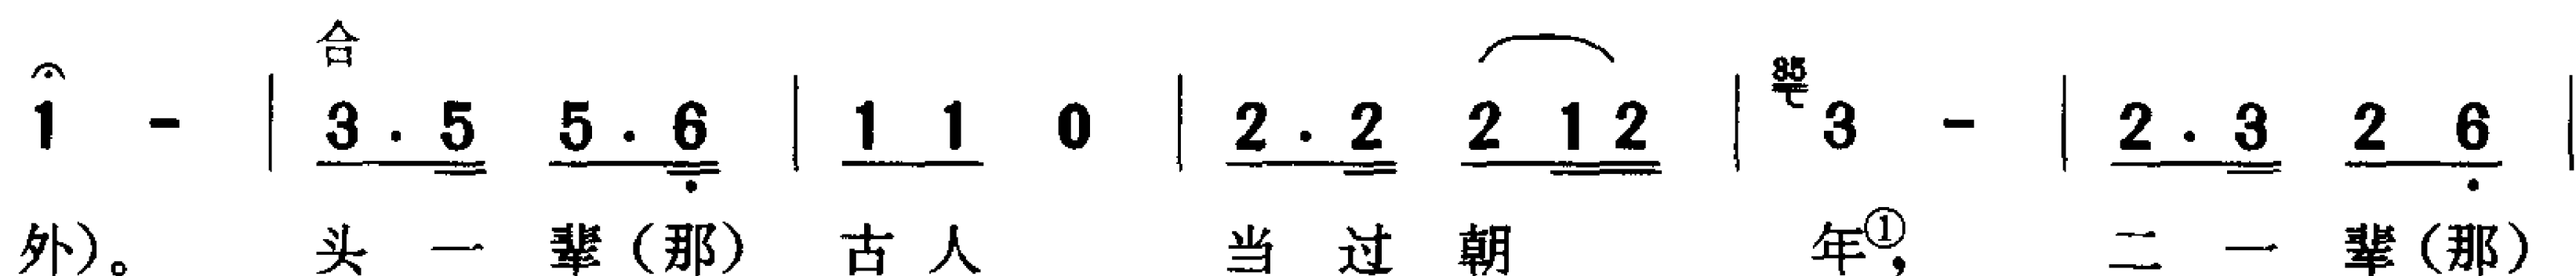 合
1 - | 3 . 5 5 . 6 | 1 1 0 | 2 . 2 2 1 2 | 35 3 - | 2 . 3 2 6 |
外）。 头 一 辈（那） 古 人 当 过 朝 年①， 二 一 辈（那）